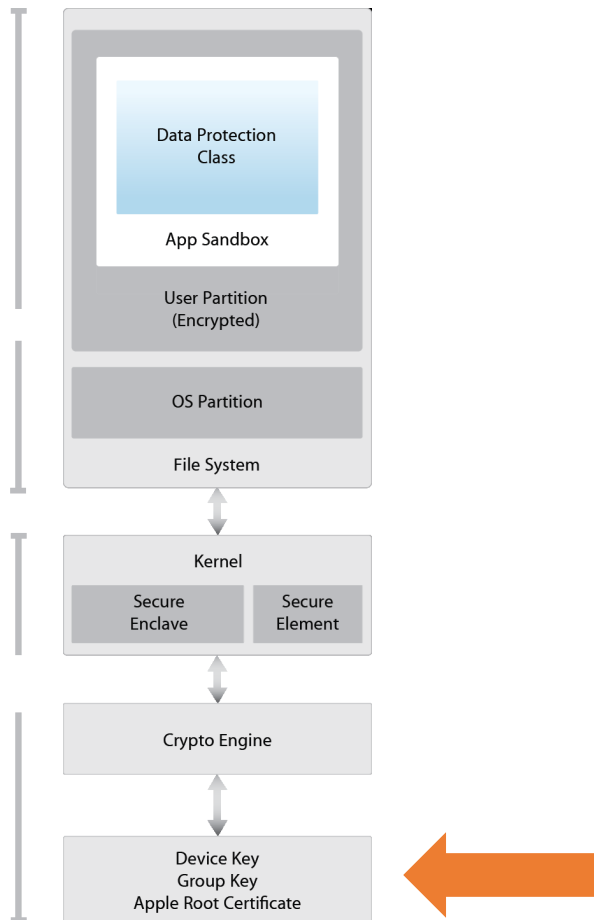 Data Protection
Class
App Sandbox
User Partition
(Encrypted)
OS Partition
File System
Kernel
Secure
Enclave
Secure
Element
Crypto Engine
Device Key
Group Key
Apple Root Certificate